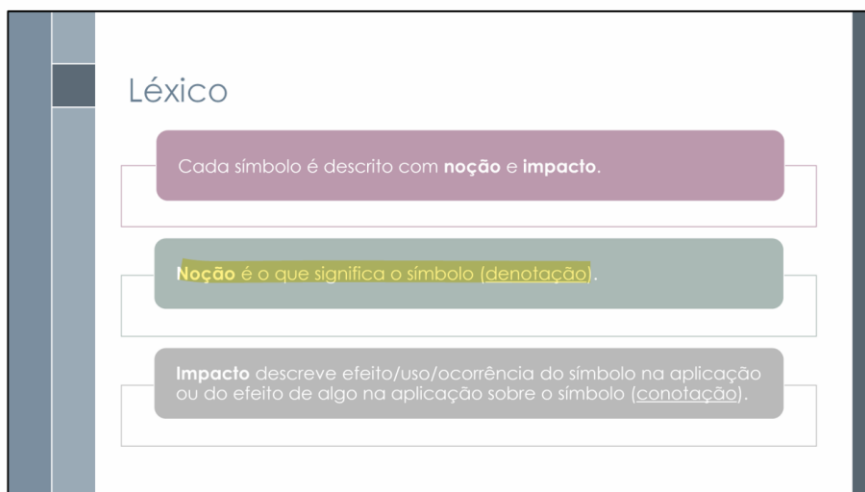 Léxico
Cada símbolo é descrito com noção e impacto.
Noção é o que significa o símbolo (denotação).
Impacto descreve efeito/uso/ocorrência do símbolo na aplicação
ou do efeito de algo na aplicação sobre o símbolo (conotação).